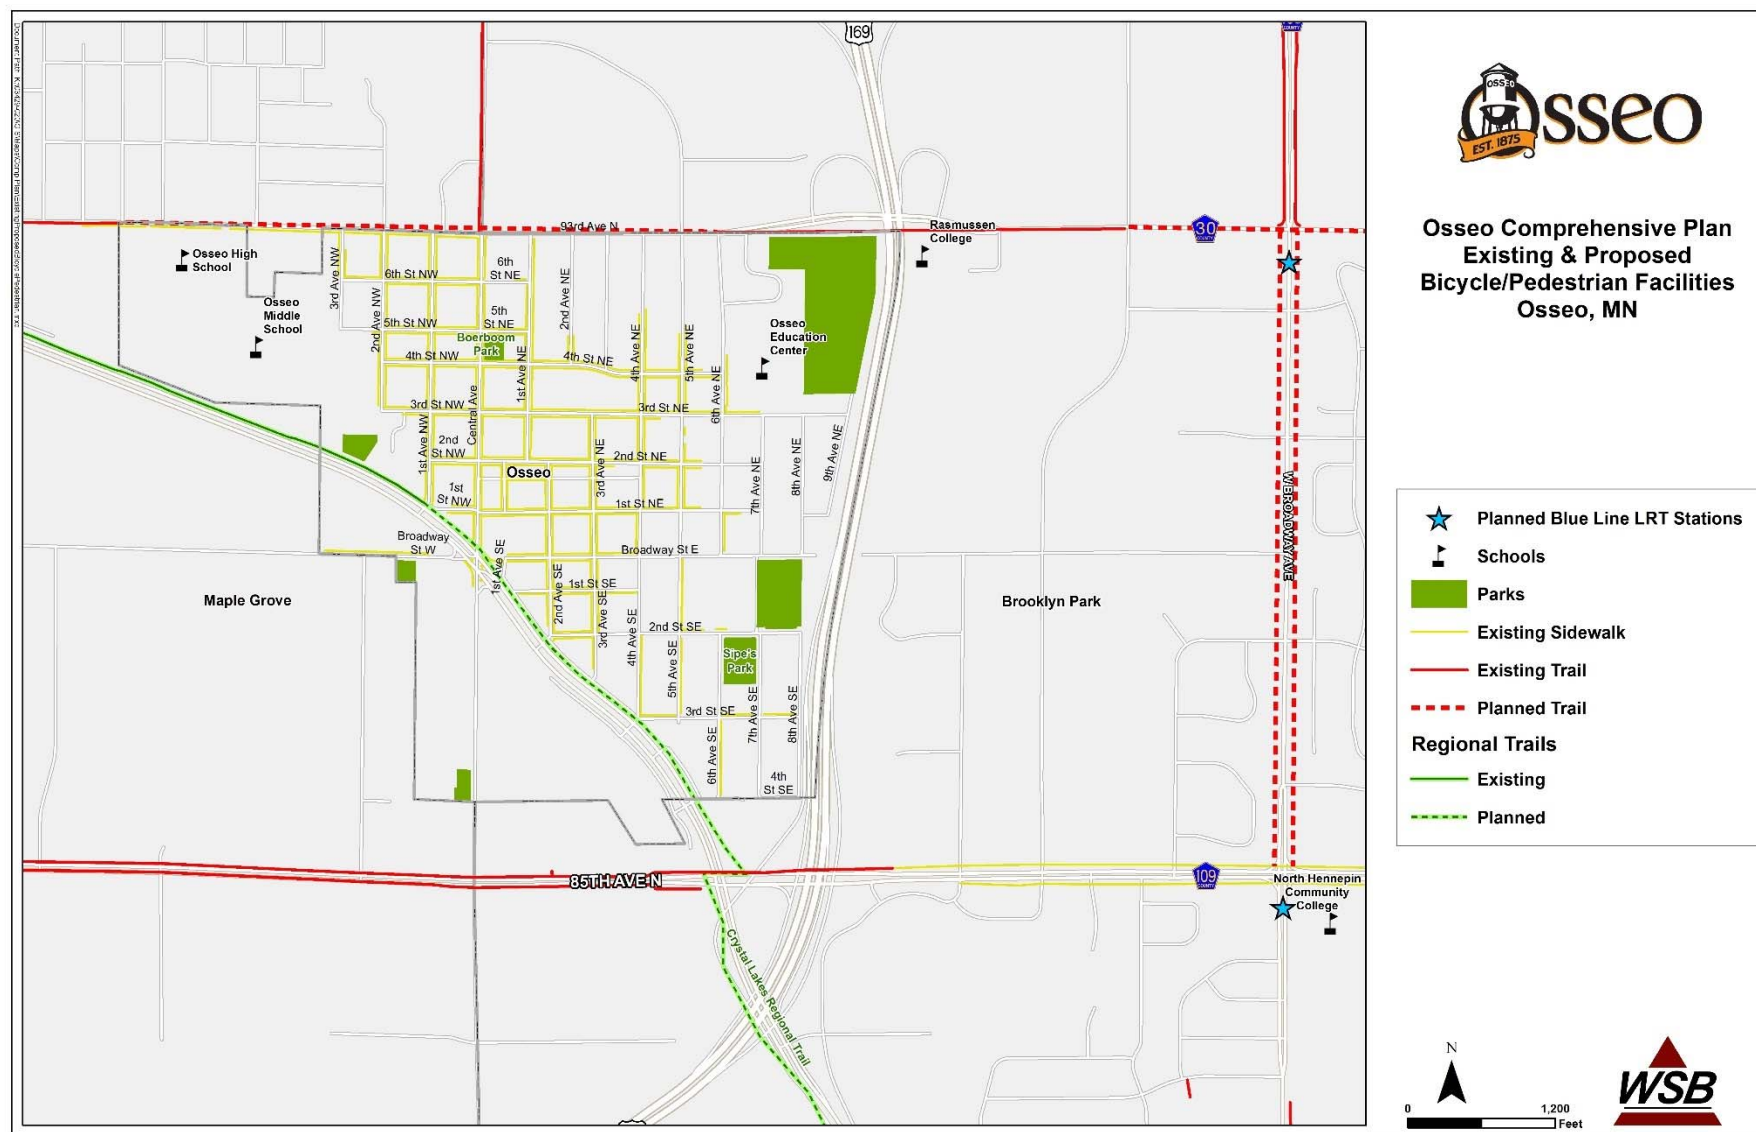 169
COUNTY
OSSEO
Osseo
EST. 1875
Osseo Comprehensive Plan
Existing & Proposed
Bicycle/Pedestrian Facilities
Osseo, MN
93rd Ave N
Rasmussen
College
30
COUNTY
Osseo High
School
Osseo
Middle
School
3rd Ave NW
2nd Ave NW
6th St NW
6th
St NE
5th St NW
5th
St NE
2nd Ave NE
Boerboom
Park
4th St NW
4th St NE
1st Ave NE
4th Ave NE
5th Ave NE
6th Ave NE
Osseo
Education
Center
3rd St NW
3rd St NE
1st Ave NW
Central Ave
2nd
St NW
Osseo
3rd Ave NE
2nd St NE
7th Ave NE
8th Ave NE
9th Ave NE
1st
St NW
1st St NE
Broadway
St W
Broadway St E
1st Ave SE
2nd Ave SE
1st St SE
3rd Ave SE
4th Ave SE
2nd St SE
5th Ave SE
Sipe's
Park
3rd St SE
6th Ave SE
7th Ave SE
8th Ave SE
4th
St SE
Maple Grove
Brooklyn Park
W BROADWAY AVE
85TH AVE N
109
COUNTY
North Hennepin
Community
College
Crystal Lakes Regional Trail
Planned Blue Line LRT Stations
Schools
Parks
Existing Sidewalk
Existing Trail
Planned Trail
Regional Trails
Existing
Planned
N
0
1,200
Feet
WSB